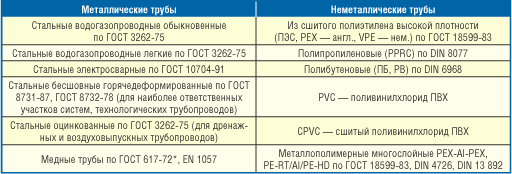 Металлические трубы
Неметаллические трубы
Стальные водогазопроводные обыкновенные
по ГОСТ 3262-75
Из сшитого полиэтилена высокой плотности
(ПЭС, PEX — англ., VPE — нем.) по ГОСТ 18599-83
Стальные водогазопроводные легкие по ГОСТ 3262-75
Полипропиленовые (PPRC) по DIN 8077
Стальные электросварные по ГОСТ 10704-91
Полибутеновые (ПБ, PB) по DIN 6968
Стальные бесшовные горячедеформированные по ГОСТ
8731-87, ГОСТ 8732-78 (для наиболее ответственных
участков систем, технологических трубопроводов)
PVC — поливинилхлорид ПВХ
Стальные оцинкованные по ГОСТ 3262-75 (для дренаж-
ных и воздуховыпускных трубопроводов)
CPVC — сшитый поливинилхлорид ПВХ
Медные трубы по ГОСТ 617-72*, EN 1057
Металлополимерные многослойные PEX-Al-PEX,
PE-RT/Al/PE-HD по ГОСТ 18599-83, DIN 4726, DIN 13 892